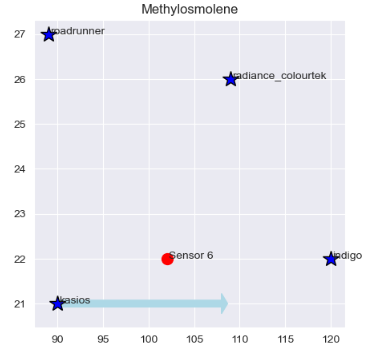 Methylosmolene
27
roadrunner
26
radiance_colourtek
25
24
23
22
Sensor 6
indigo
21
kasios
90
95
100
105
110
115
120